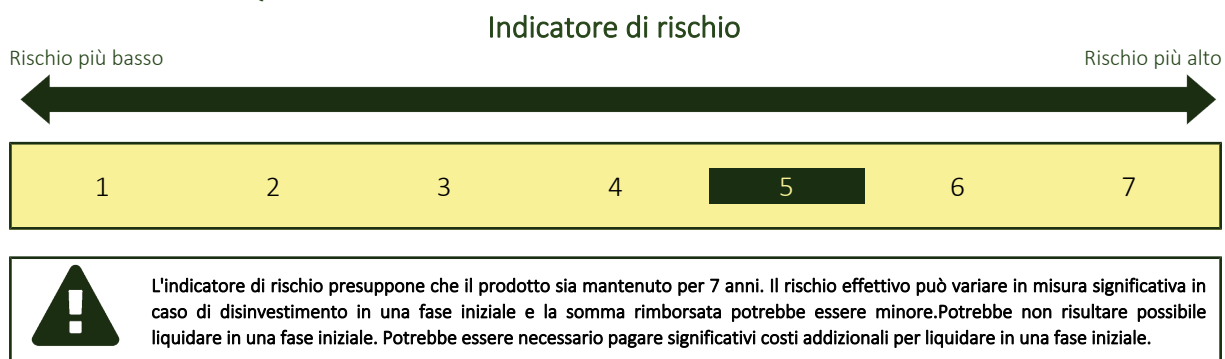 Indicatore di rischio
Rischio più basso
Rischio più alto
1 2 3 4 5 6 7
L'indicatore di rischio presuppone che il prodotto sia mantenuto per 7 anni. Il rischio effettivo può variare in misura significativa in
caso di disinvestimento in una fase iniziale e la somma rimborsata potrebbe essere minore.Potrebbe non risultare possibile
liquidare in una fase iniziale. Potrebbe essere necessario pagare significativi costi addizionali per liquidare in una fase iniziale.